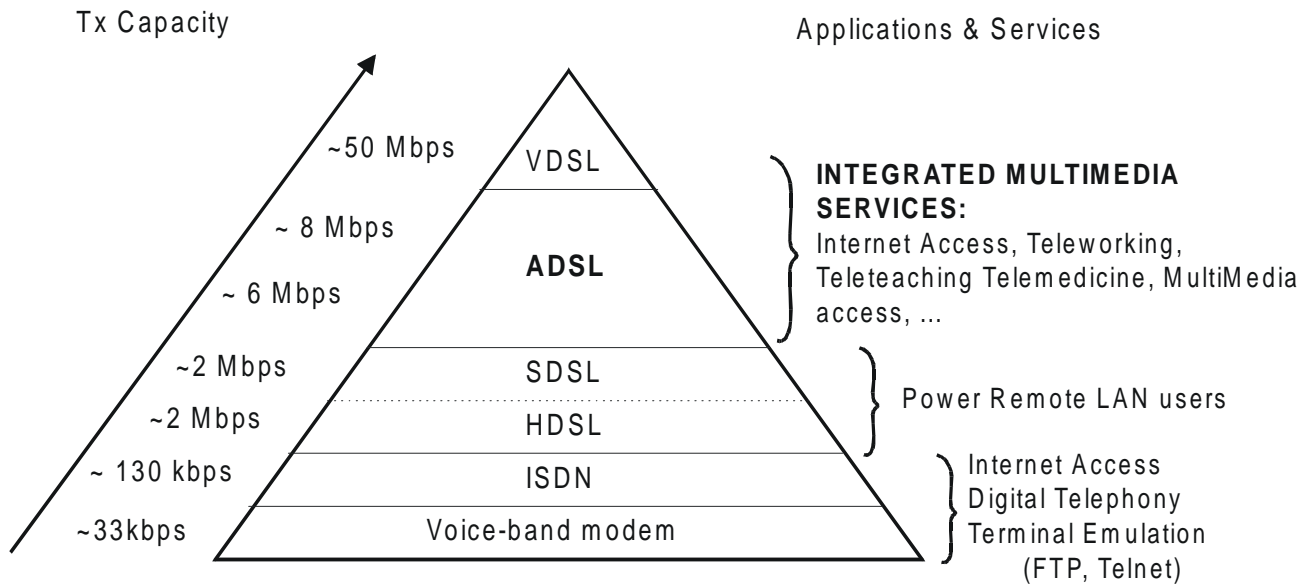 Tx Capacity
Applications & Services
~50 Mbps
VDSL
~ 8 Mbps
ADSL
~ 6 Mbps
INTEGRATED MULTIMEDIA
SERVICES:
Internet Access, Teleworking,
Teleteaching Telemedicine, MultiMedia
access, ...
~2 Mbps
SDSL
~2 Mbps
HDSL
Power Remote LAN users
~ 130 kbps
ISDN
~33kbps
Voice-band modem
Internet Access
Digital Telephony
Terminal Emulation
(FTP, Telnet)